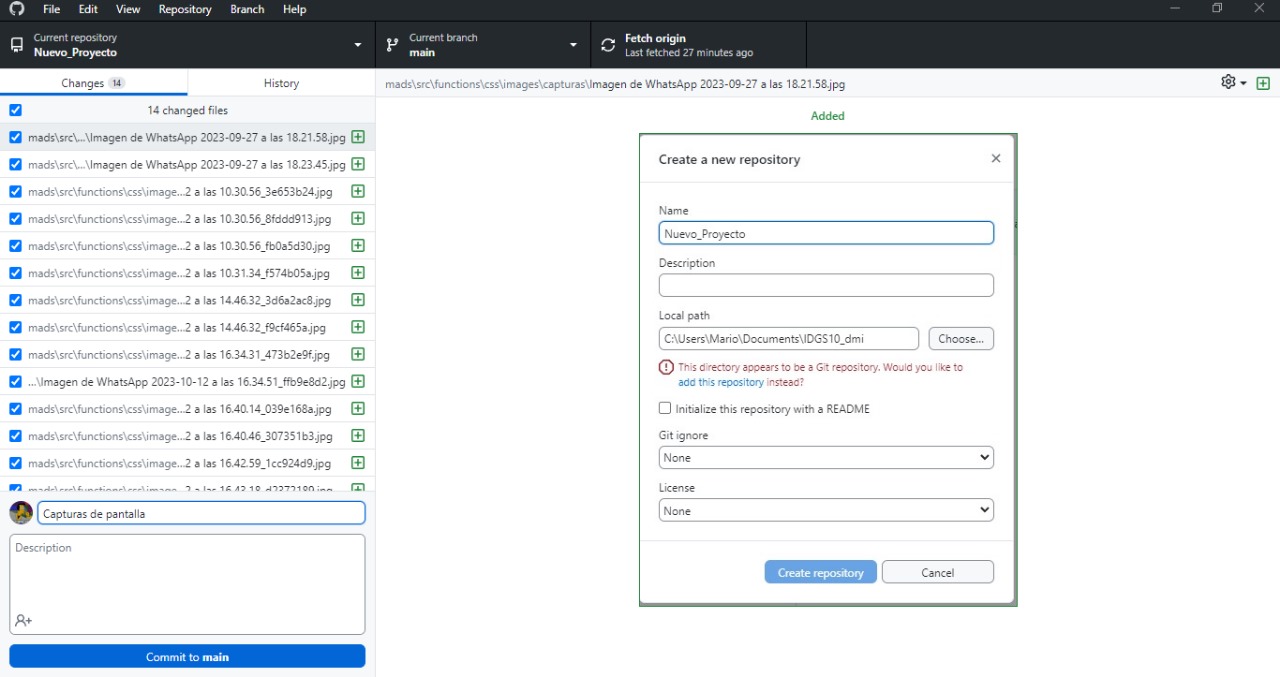 File Edit View Repository Branch Help
Current repository
Nuevo_Proyecto
Current branch
main
Fetch origin
Last fetched 27 minutes ago
Changes 14
History
14 changed files
mads\src\...\Imagen de WhatsApp 2023-09-27 a las 18.21.58.jpg
mads\src\...\Imagen de WhatsApp 2023-09-27 a las 18.23.45.jpg
mads\src\functions\css\image...2 a las 10.30.56_3e653b24.jpg
mads\src\functions\css\image...2 a las 10.30.56_8fddd913.jpg
mads\src\functions\css\image...2 a las 10.30.56_fb0a5d30.jpg
mads\src\functions\css\image...2 a las 10.31.34_f574b05a.jpg
mads\src\functions\css\image...2 a las 14.46.32_3d6a2ac8.jpg
mads\src\functions\css\image...2 a las 14.46.32_f9cf465a.jpg
mads\src\functions\css\image...2 a las 16.34.31_473b2e9f.jpg
...\Imagen de WhatsApp 2023-10-12 a las 16.34.51_ffb9e8d2.jpg
mads\src\functions\css\image...2 a las 16.40.14_039e168a.jpg
mads\src\functions\css\image...2 a las 16.40.46_307351b3.jpg
mads\src\functions\css\image...2 a las 16.42.59_1cc924d9.jpg
mads\src\functions\css\image...2 a las 16.43.18_d2372189.jpg
Capturas de pantalla
Description
Commit to main
mads\src\functions\css\images\capturas\Imagen de WhatsApp 2023-09-27 a las 18.21.58.jpg
Added
Create a new repository
Name
Nuevo_Proyecto
Description
Local path
C:\Users\Mario\Documents\IDGS10_dmi
Choose...
This directory appears to be a Git repository. Would you like to
add this repository instead?
Initialize this repository with a README
Git ignore
None
License
None
Create repository
Cancel